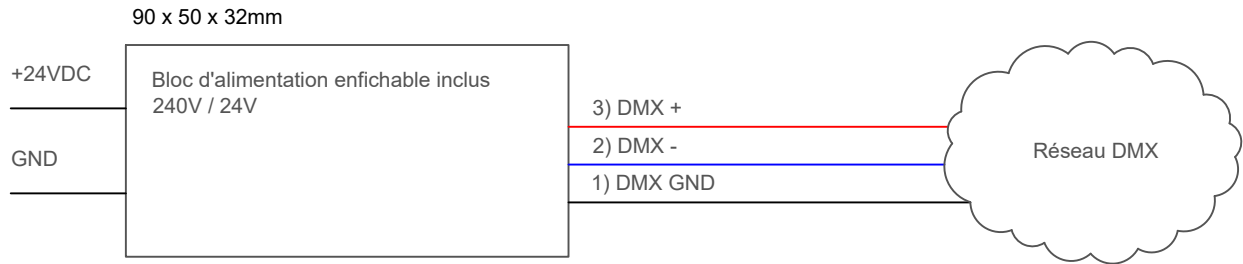 90 x 50 x 32mm
+24VDC
Bloc d'alimentation enfichable inclus
240V / 24V
3) DMX +
GND
2) DMX -
Réseau DMX
1) DMX GND